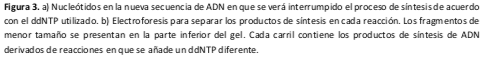 Figura 3. a) Nucleótidos en la nueva secuencia de ADN en que se verá interrumpido el proceso de síntesis de acuerdo
con el ddNTP utilizado. b) Electroforesis para separar los productos de síntesis en cada reacción. Los fragmentos de
menor tamaño se presentan en la parte inferior del gel. Cada carril contiene los productos de síntesis de ADN
derivados de reacciones en que se añade un ddNTP diferente.